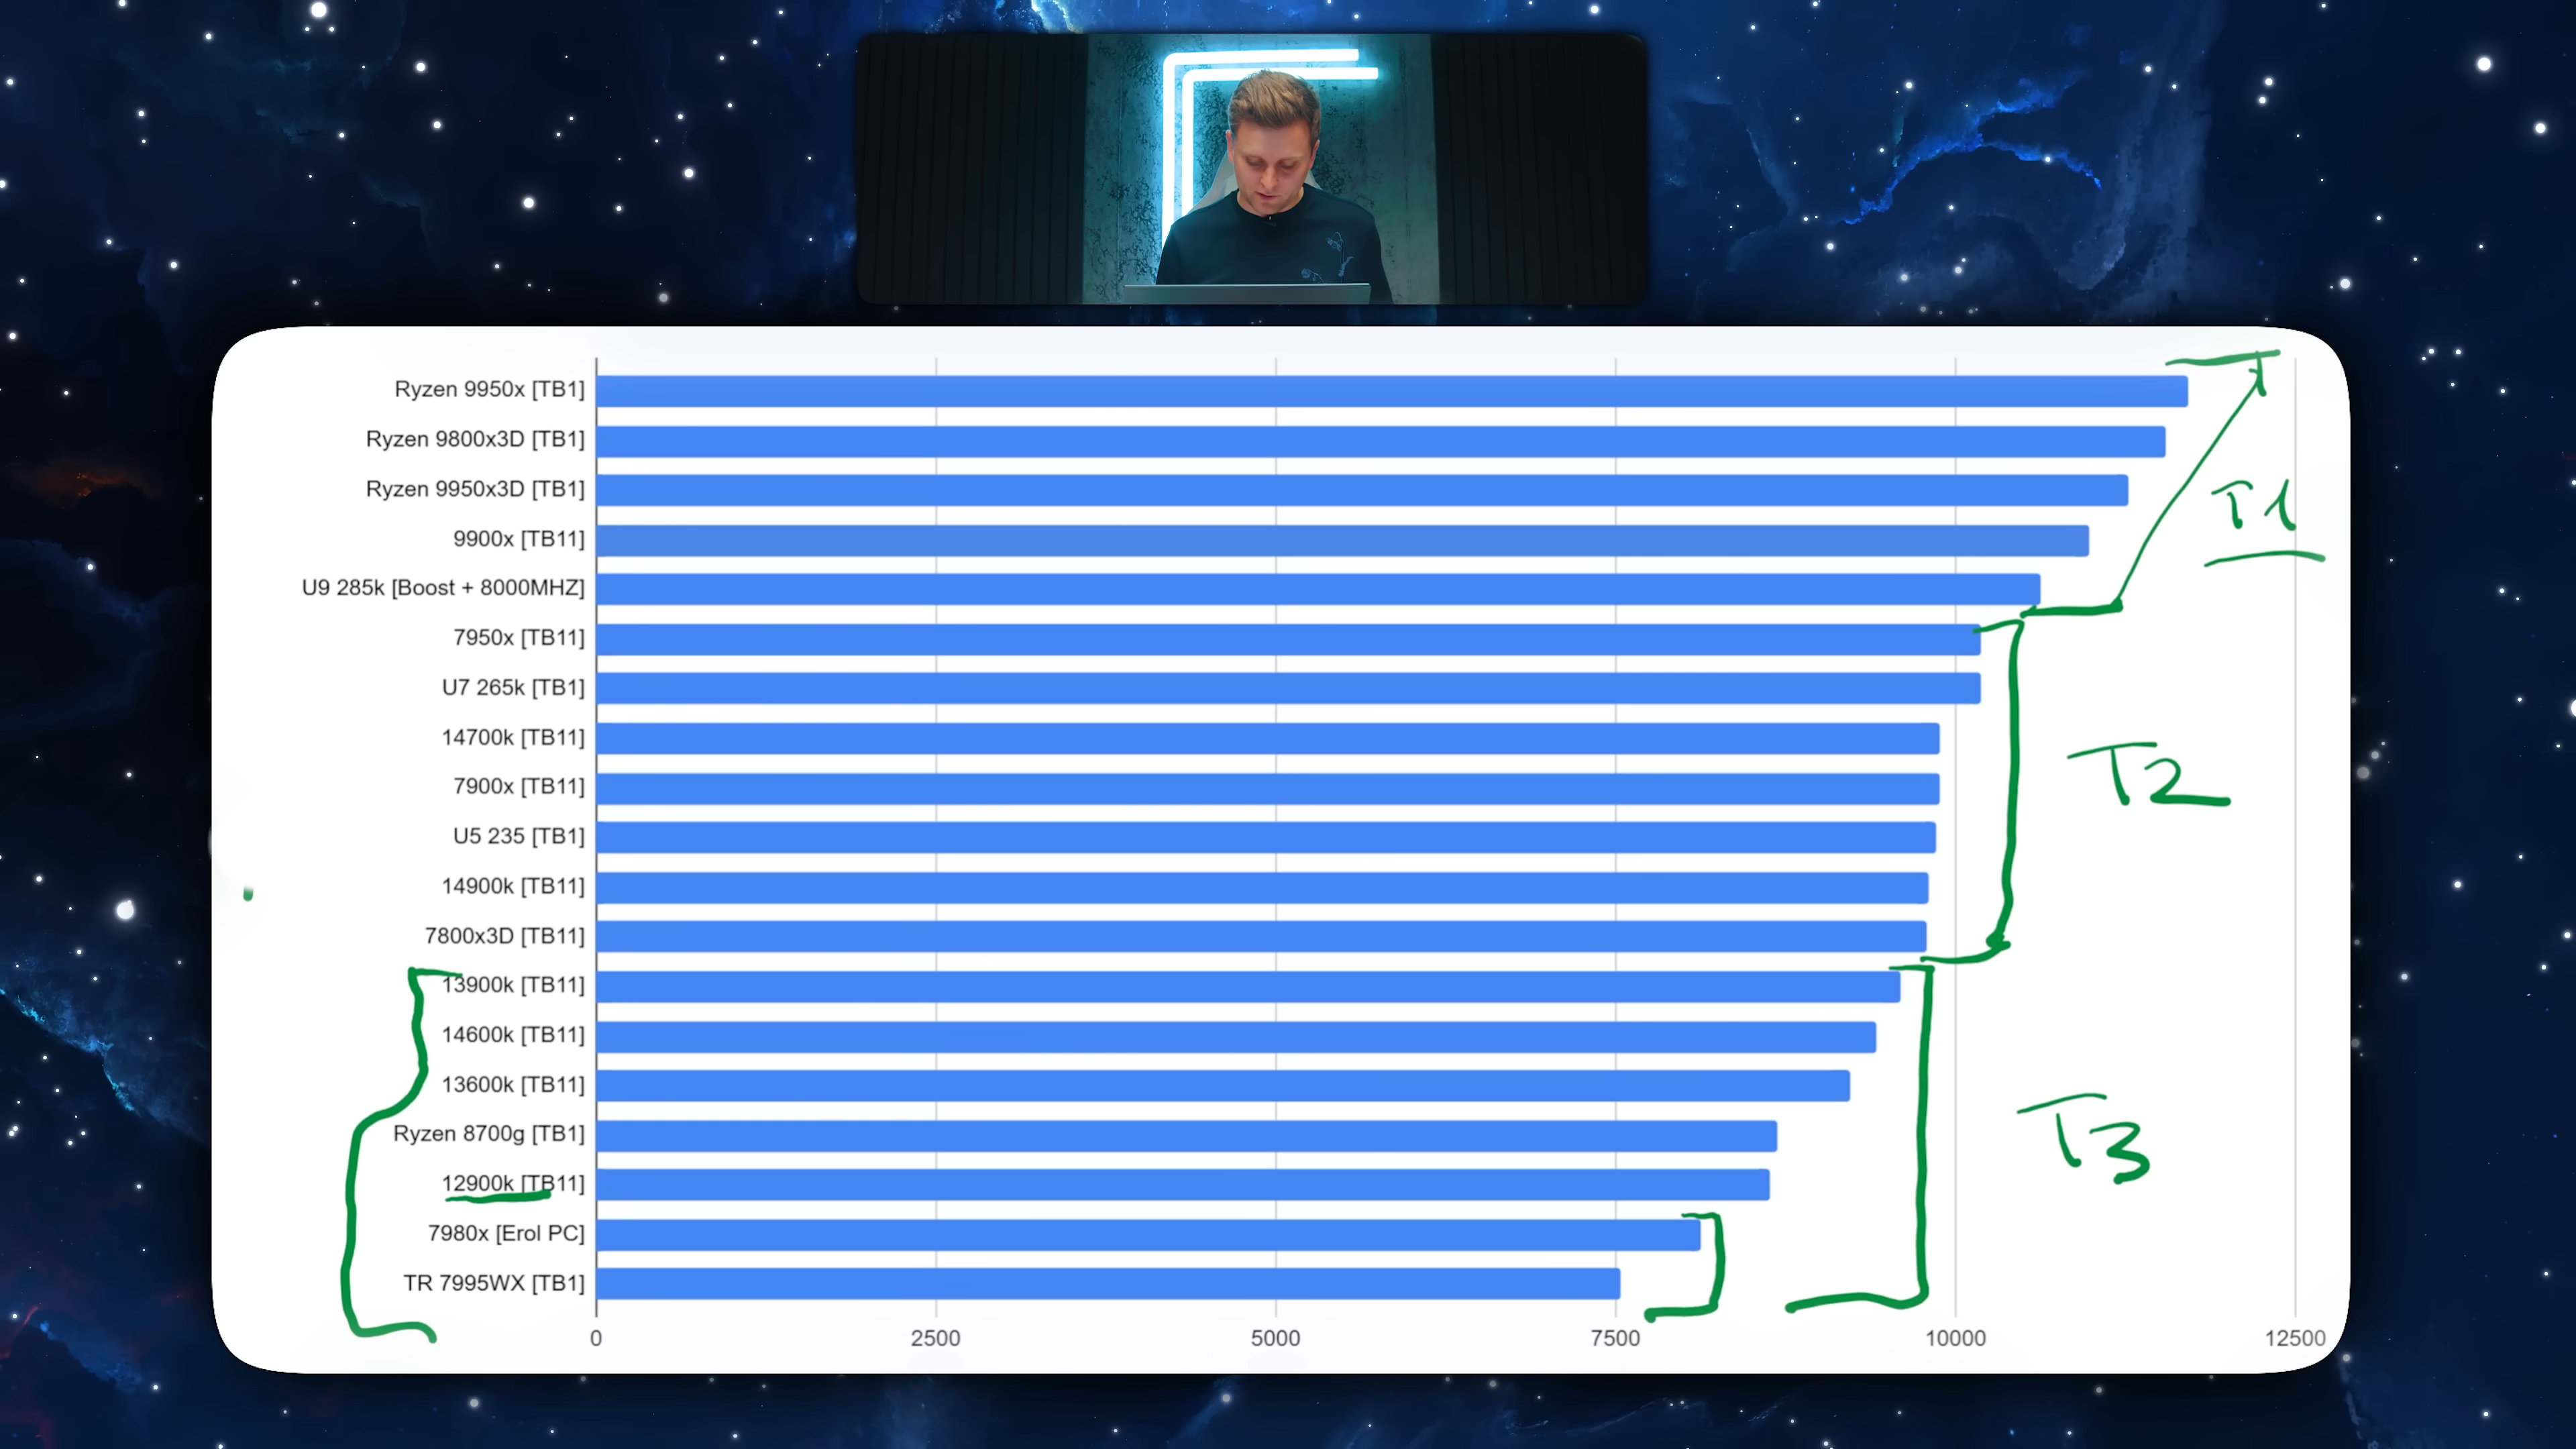 Ryzen 9950x [TB1]
Ryzen 9800x3D [TB1]
Ryzen 9950x3D [TB1]
T1
9900x [TB11]
U9 285k [Boost + 8000MHZ]
7950x [TB11]
U7 265k [TB1]
14700k [TB11]
T2
7900x [TB11]
U5 235 [TB1]
14900k [TB11]
7800x3D [TB11]
13900k [TB11]
14600k [TB11]
13600k [TB11]
Ryzen 8700g [TB1]
T3
12900k [TB11]
7980x [Erol PC]
TR 7995WX [TB1]
0 2500 5000 7500 10000 12500